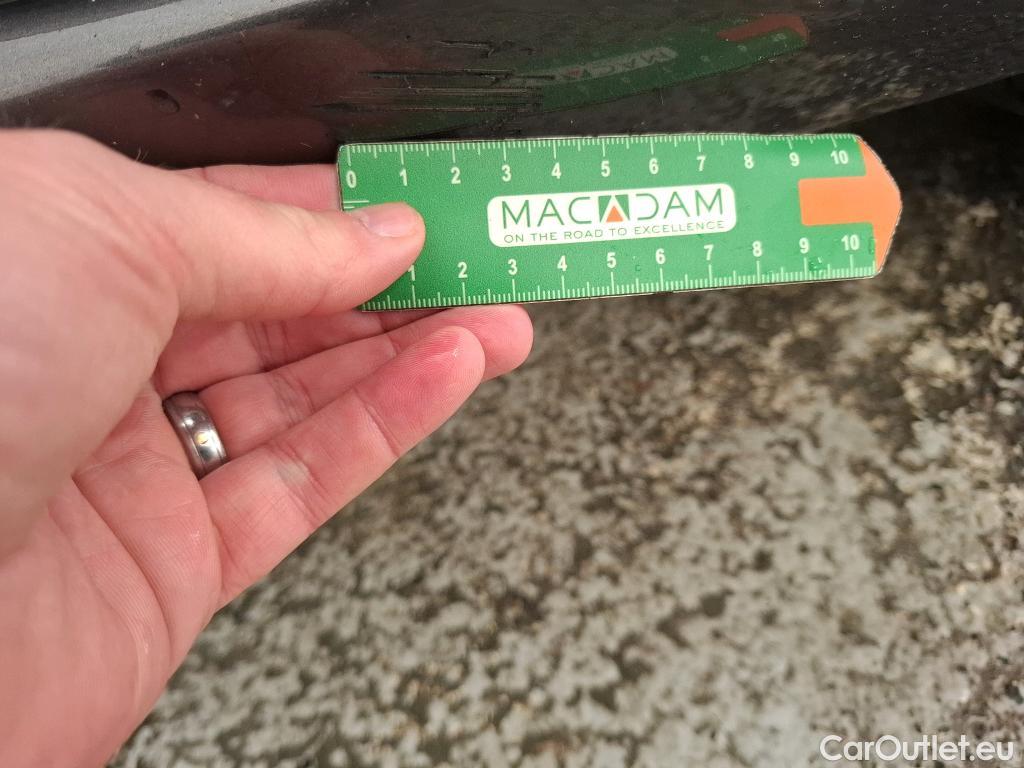 0 1 2 3 4 5 6 7 8 9 10
MACADAM
ON THE ROAD TO EXCELLENCE
1 2 3 4 5 6 7 8 9 10
CarOutlet.eu